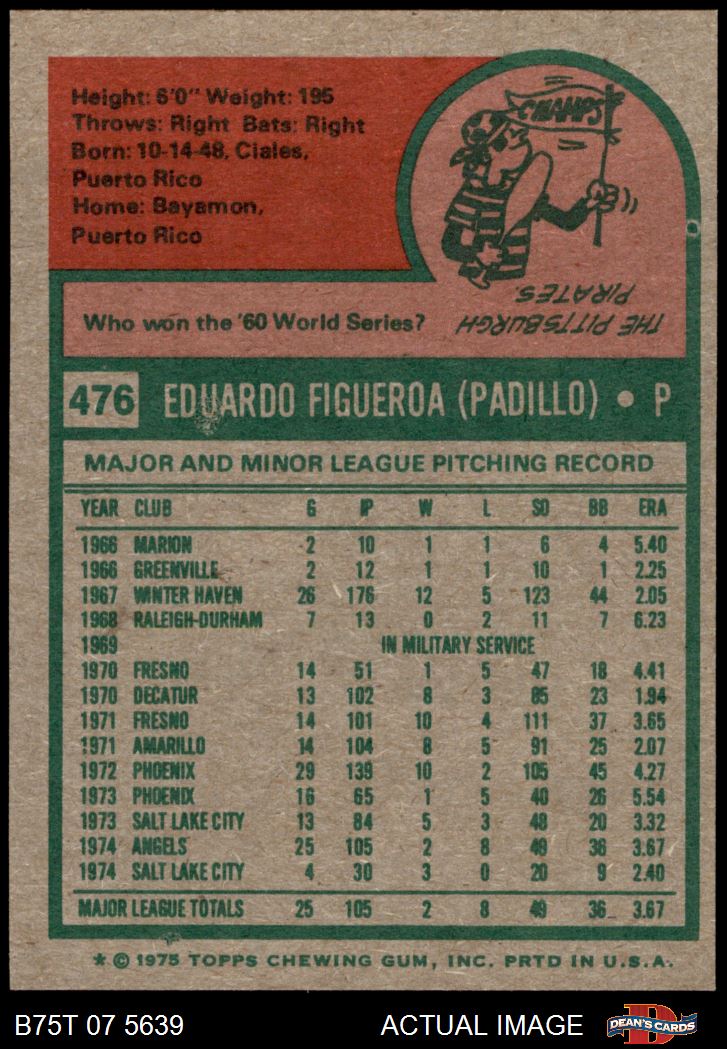 Height: 6'0" Weight: 195
Throws: Right Bats: Right
Born: 10-14-48, Ciales,
Puerto Rico
Home: Bayamon,
Puerto Rico
CHAMPS
Who won the '60 World Series?
THE PITTSBURGH
PIRATES.
476 EDUARDO FIGUEROA (PADILLO) • P
MAJOR AND MINOR LEAGUE PITCHING RECORD
YEAR CLUB G IP W L SO BB ERA
1966 MARION 2 10 1 1 6 4 5.40
1966 GREENVILLE 2 12 1 1 10 1 2.25
1967 WINTER HAVEN 26 176 12 5 123 44 2.05
1968 RALEIGH-DURHAM 7 13 0 2 11 7 6.23
1969 IN MILITARY SERVICE
1970 FRESNO 14 51 1 5 47 18 4.41
1970 DECATUR 13 102 8 3 85 23 1.94
1971 FRESNO 14 101 10 4 111 37 3.65
1971 AMARILLO 14 104 8 5 91 25 2.07
1972 PHOENIX 29 139 10 2 105 45 4.27
1973 PHOENIX 16 65 1 5 40 26 5.54
1973 SALT LAKE CITY 13 84 5 3 48 20 3.32
1974 ANGELS 25 105 2 8 49 36 3.67
1974 SALT LAKE CITY 4 30 3 0 20 9 2.40
MAJOR LEAGUE TOTALS 25 105 2 8 49 36 3.67
* © 1975 TOPPS CHEWING GUM, INC. PRTD IN U.S.A.
B75T 07 5639 ACTUAL IMAGE DEAN'S CARDS